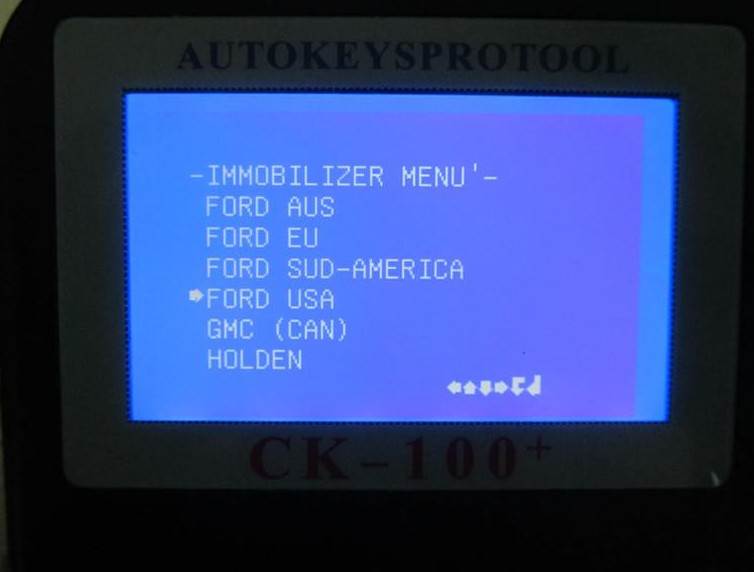 AUTOKEYSPROTOOL
-IMMOBILIZER MENU'-
FORD AUS
FORD EU
FORD SUD-AMERICA
FORD USA
GMC (CAN)
HOLDEN
CK-100+